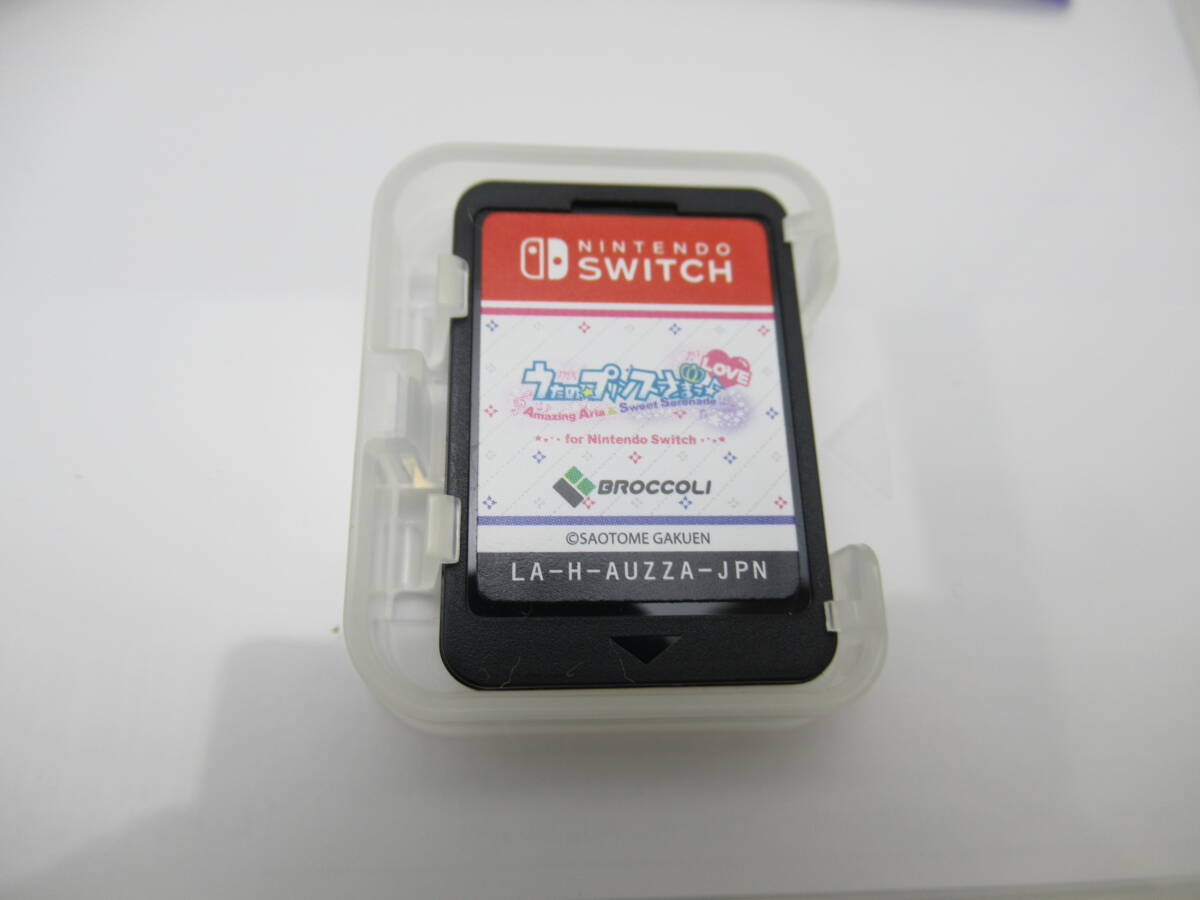 NINTENDO
SWITCH
LOVE
うたの☆プリンスさまっ♪
Amazing Aria & Sweet Serenade
for Nintendo Switch
BROCCOLI
©SAOTOME GAKUEN
LA-H-AUZZA-JPN